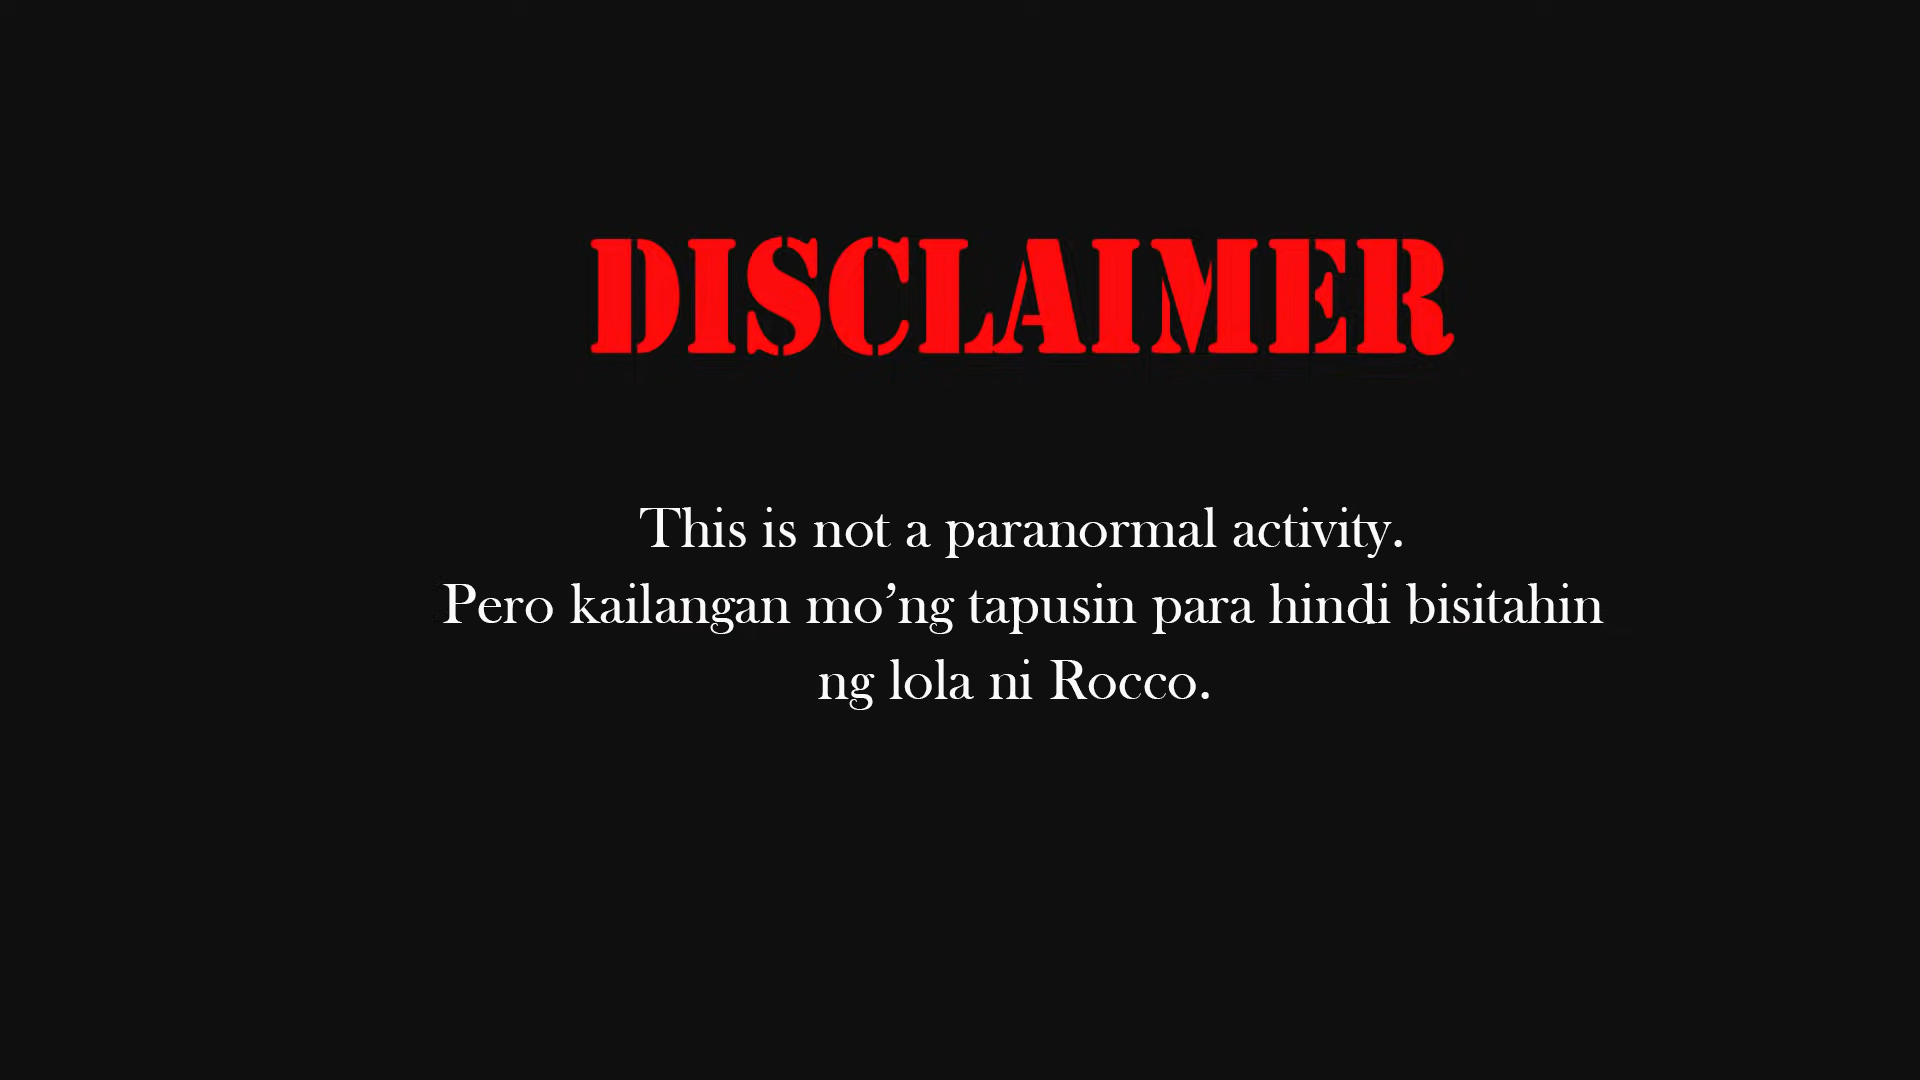 DISCLAIMER
This is not a paranormal activity.
Pero kailangan mo’ng tapusin para hindi bisitahin
ng lola ni Rocco.